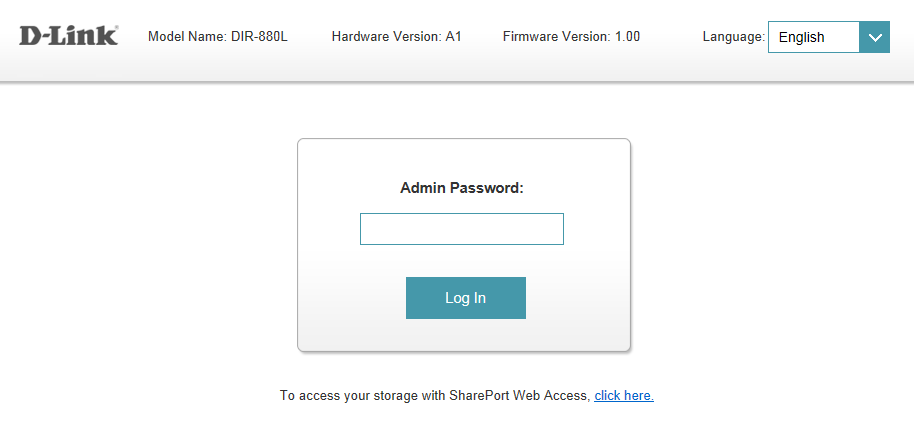 D-Link Model Name: DIR-880L Hardware Version: A1 Firmware Version: 1.00 Language: English
Admin Password:
Log In
To access your storage with SharePort Web Access, click here.